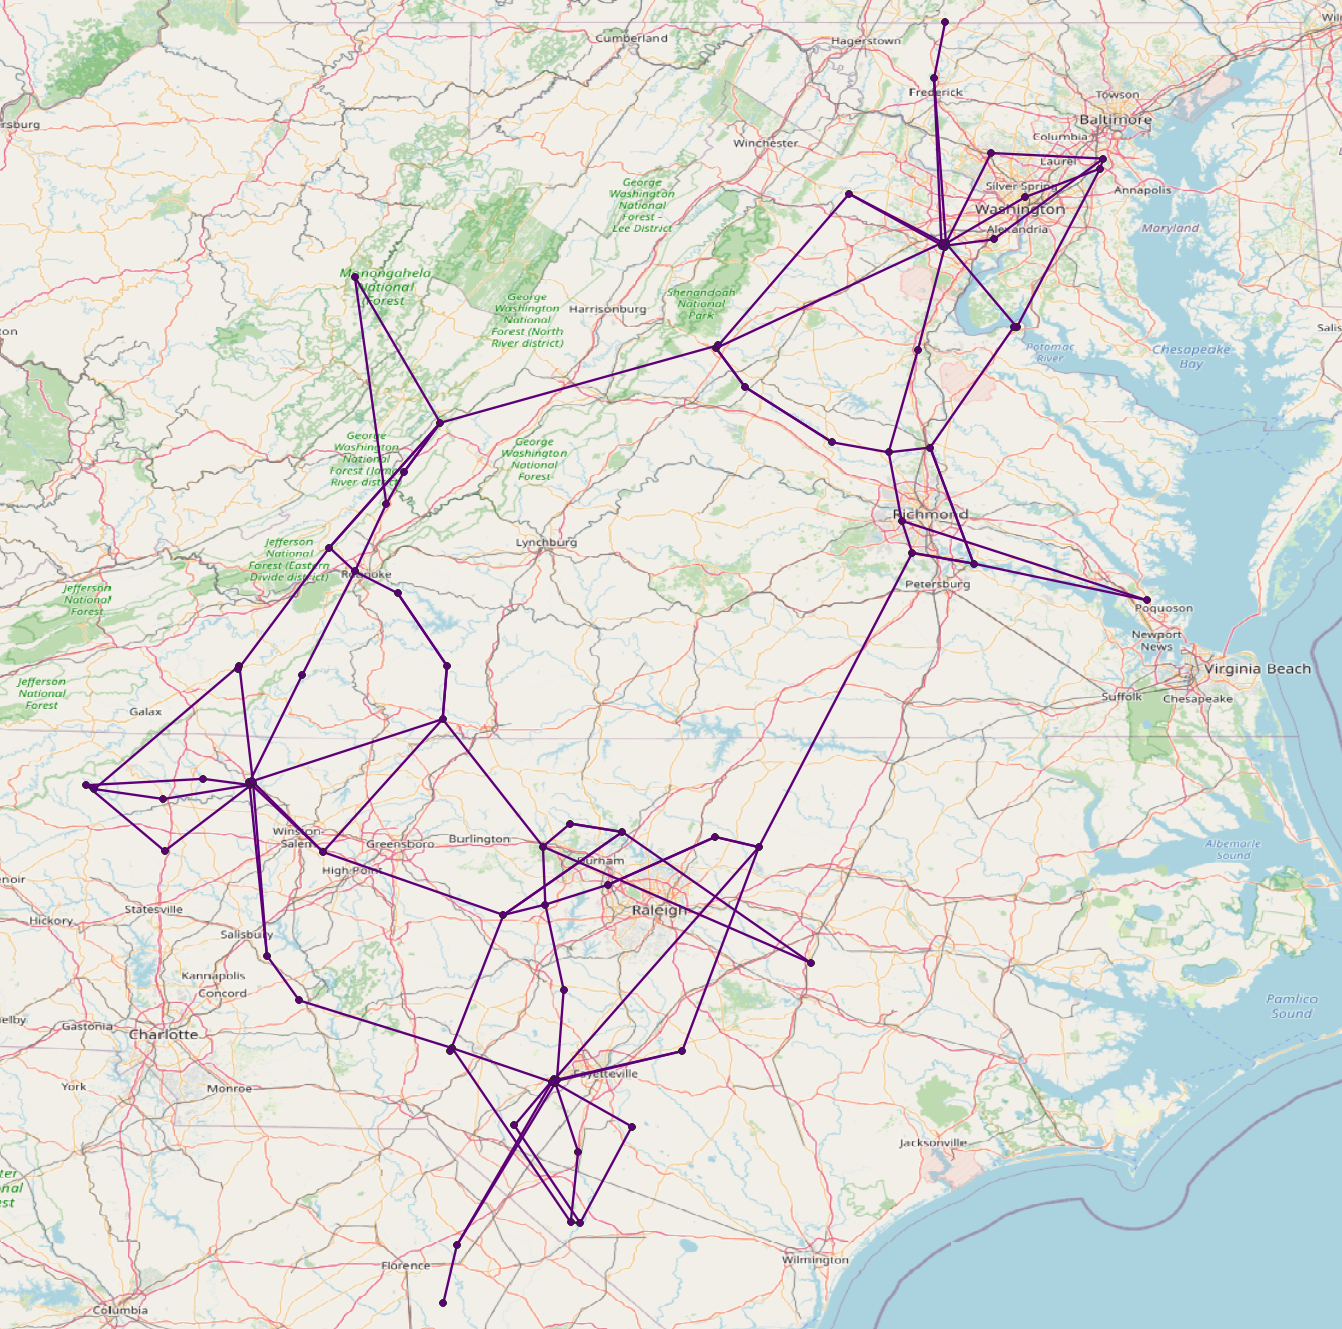 Cumberland
Hagerstown
Frederick
Towson
Baltimore
Columbia
Winchester
Laurel
Silver Spring
Annapolis
Washington
Alexandria
Maryland
George
Washington
National
Forest -
Lee District
Monongahela
National
Forest
George
Washington
National
Forest (North
River district)
Harrisonburg
Shenandoah
National
Park
Potomac
River
Chesapeake
Bay
George
Washington
National
Forest (James
River district)
George
Washington
National
Forest
Richmond
Lynchburg
Jefferson
National
Forest (Eastern
Divide district)
Roanoke
Petersburg
Jefferson
National
Forest
Poquoson
Newport
News
Virginia Beach
Suffolk
Chesapeake
Jefferson
National
Forest
Galax
Winston-
Salem
Greensboro
Burlington
High Point
Durham
Albemarle
Sound
Statesville
Raleigh
Hickory
Salisbury
Kannapolis
Concord
Gastonia
Charlotte
Pamlico
Sound
York
Monroe
Fayetteville
Jacksonville
Florence
Wilmington
Columbia